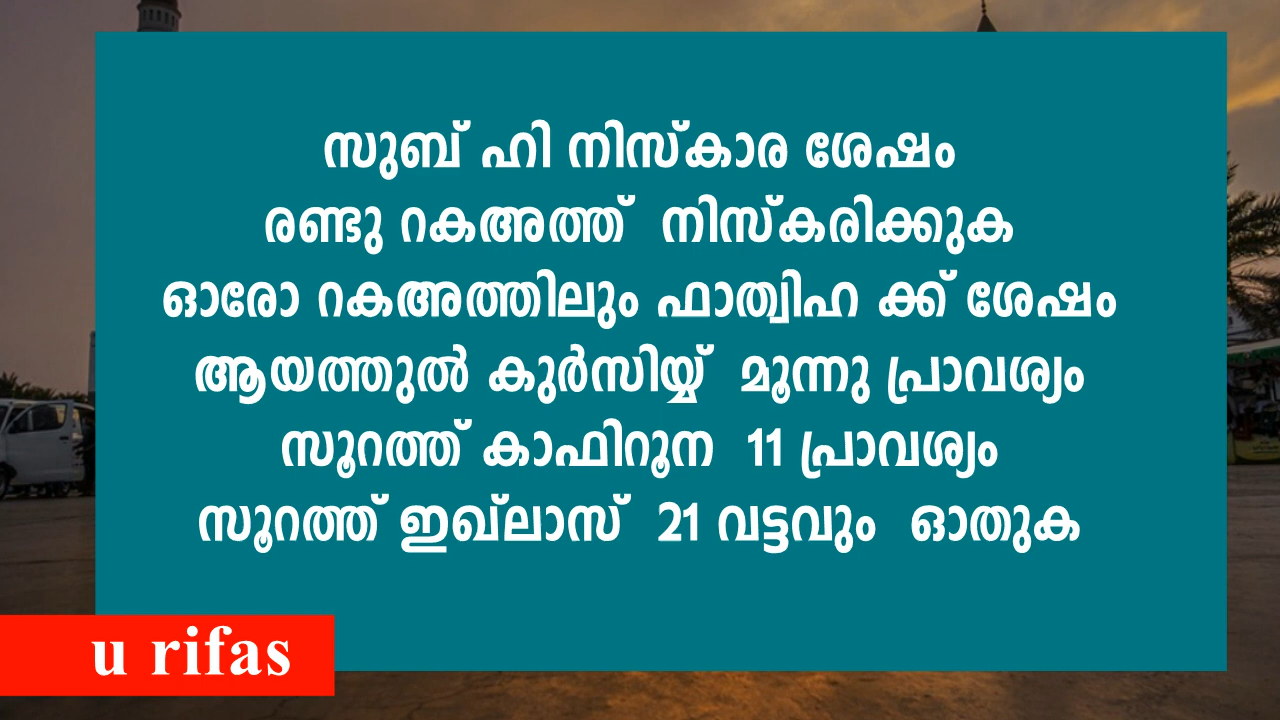 സുബ് ഹി നിസ്കാര ശേഷം
രണ്ടു റകഅത്ത് നിസ്കരിക്കുക
ഓരോ റകഅത്തിലും ഫാത്വിഹ ക്ക് ശേഷം
ആയത്തുൽ കുർസിയ്യ് മൂന്നു പ്രാവശ്യം
സൂറത്ത് കാഫിറൂന 11 പ്രാവശ്യം
സൂറത്ത് ഇഖ്ലാസ് 21 വട്ടവും ഓതുക
u rifas